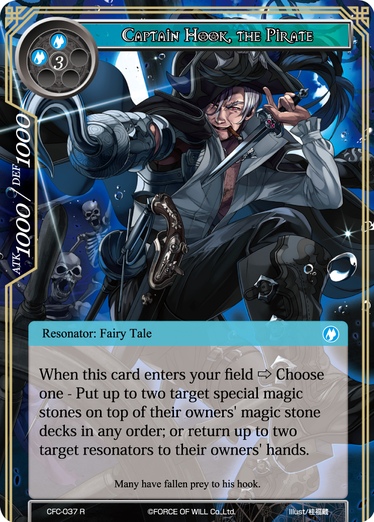 Captain Hook, the Pirate
3
ATK 1000 / DEF 1000
Resonator: Fairy Tale
When this card enters your field ⇨ Choose
one - Put up to two target special magic
stones on top of their owners' magic stone
decks in any order; or return up to two
target resonators to their owners' hands.
Many have fallen prey to his hook.
CFC-037 R ©FORCE OF WILL Co.,Ltd. Illust/桂福峰